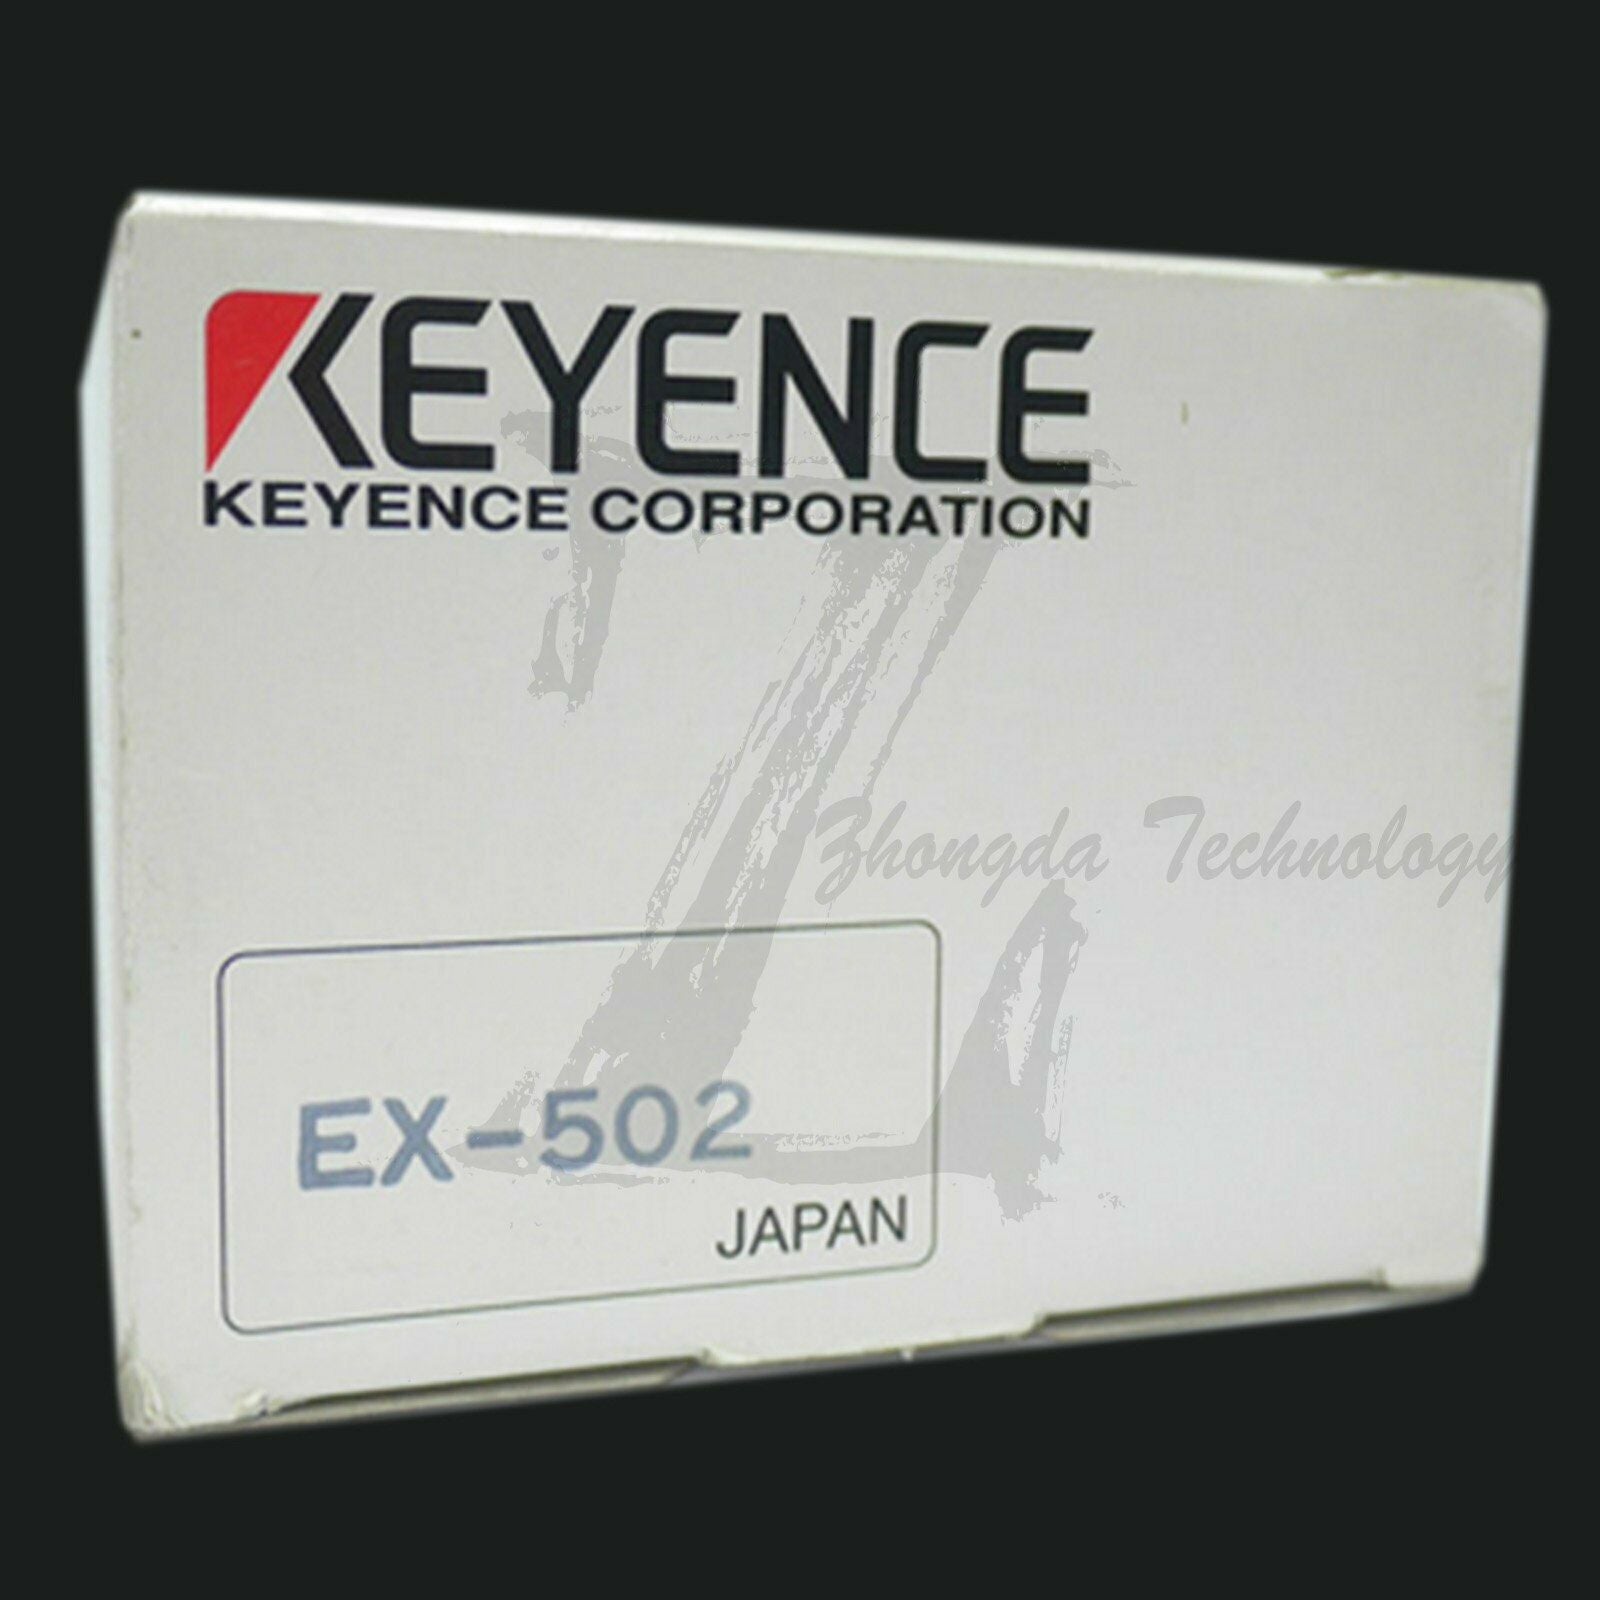 KEYENCE
KEYENCE CORPORATION
Zhongda Technology
EX-502
JAPAN